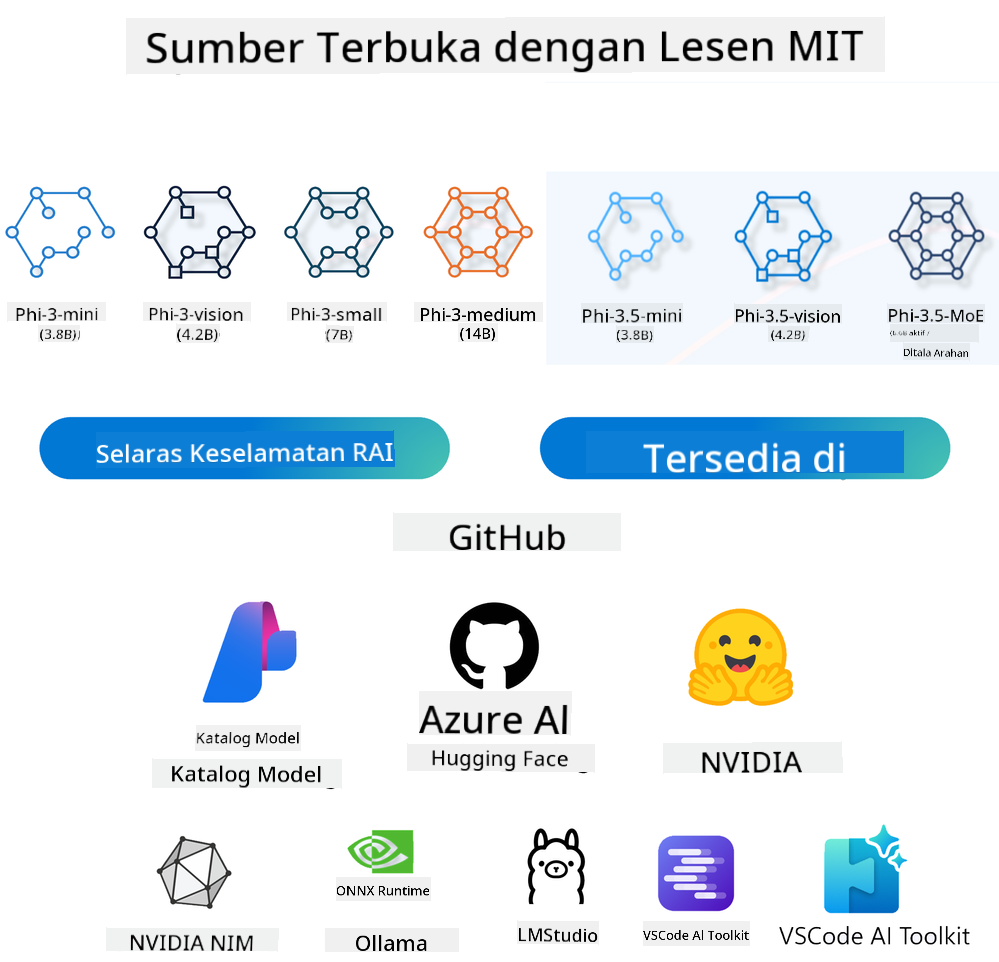 Sumber Terbuka dengan Lesen MIT
Phi-3-mini
(3.8B)
Phi-3-vision
(4.2B)
Phi-3-small
(7B)
Phi-3-medium
(14B)
Phi-3.5-mini
(3.8B)
Phi-3.5-vision
(4.2B)
Phi-3.5-MoE
aktif /
Ditala Arahan
Selaras Keselamatan RAI
Tersedia di
GitHub
Katalog Model
Katalog Model
Azure AI
Hugging Face
NVIDIA
NVIDIA NIM
ONNX Runtime
Ollama
LMStudio
VSCode AI Toolkit
VSCode AI Toolkit